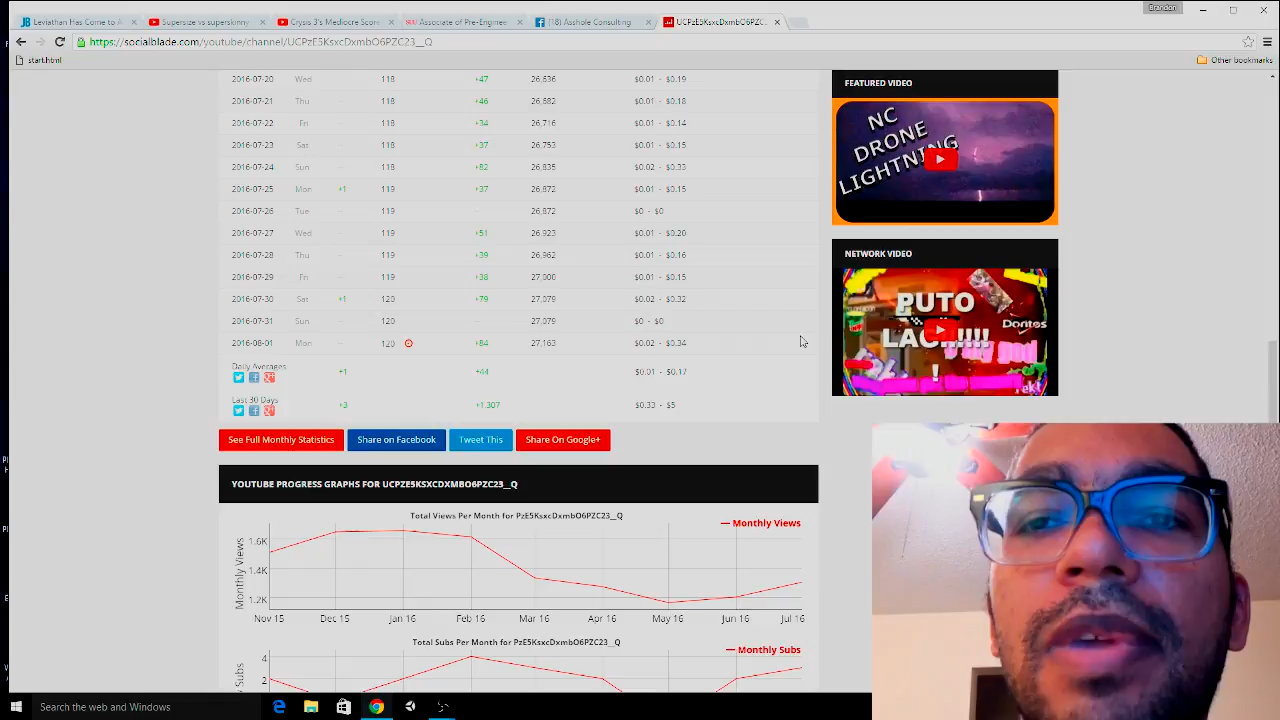 Leviathan Has Come to A
Supersize vs superskinny
Crysis 3's Mediocre Score
Associate of Pre-Engine
(18) Asshole Consulting
UCPzE5KsxcDxmbO6PZC23
Brandon
https://socialblade.com/youtube/channel/UCPzE5KsxcDxmbO6PZC23__Q
start.html
Other bookmarks
2016-07-20 Wed -- 118 +47 26,636 $0.01 - $0.19
2016-07-21 Thu -- 118 +46 26,682 $0.01 - $0.18
2016-07-22 Fri -- 118 +34 26,716 $0.01 - $0.14
2016-07-23 Sat -- 118 +37 26,753 $0.01 - $0.15
2016-07-24 Sun -- 118 +82 26,835 $0.02 - $0.33
2016-07-25 Mon +1 119 +37 26,872 $0.01 - $0.15
2016-07-26 Tue -- 119 -- 26,872 $0 - $0
2016-07-27 Wed -- 119 +51 26,923 $0.01 - $0.20
2016-07-28 Thu -- 119 +39 26,962 $0.01 - $0.16
2016-07-29 Fri -- 119 +38 27,000 $0.01 - $0.15
2016-07-30 Sat +1 120 +79 27,079 $0.02 - $0.32
2016-07-31 Sun -- 120 -- 27,079 $0 - $0
2016-08-01 Mon -- 120 +84 27,163 $0.02 - $0.34
Daily Averages +1 +44 $0.01 - $0.17
Last 30 Days +3 +1,307 $0.33 - $5
See Full Monthly Statistics
Share on Facebook
Tweet This
Share On Google+
FEATURED VIDEO
NC
DRONE
LIGHTNING
NETWORK VIDEO
PUTO
Doritos
YOUTUBE PROGRESS GRAPHS FOR UCPZE5KSXCDXMBO6PZC23__Q
Total Views Per Month for PzE5KsxcDxmbO6PZC23__Q
Monthly Views
Monthly Views
1.6K
1.4K
1.2K
Nov 15 Dec 15 Jan 16 Feb 16 Mar 16 Apr 16 May 16 Jun 16 Jul 16
Total Subs Per Month for PzE5KsxcDxmbO6PZC23__Q
Monthly Subs
4
2
Subs
Search the web and Windows